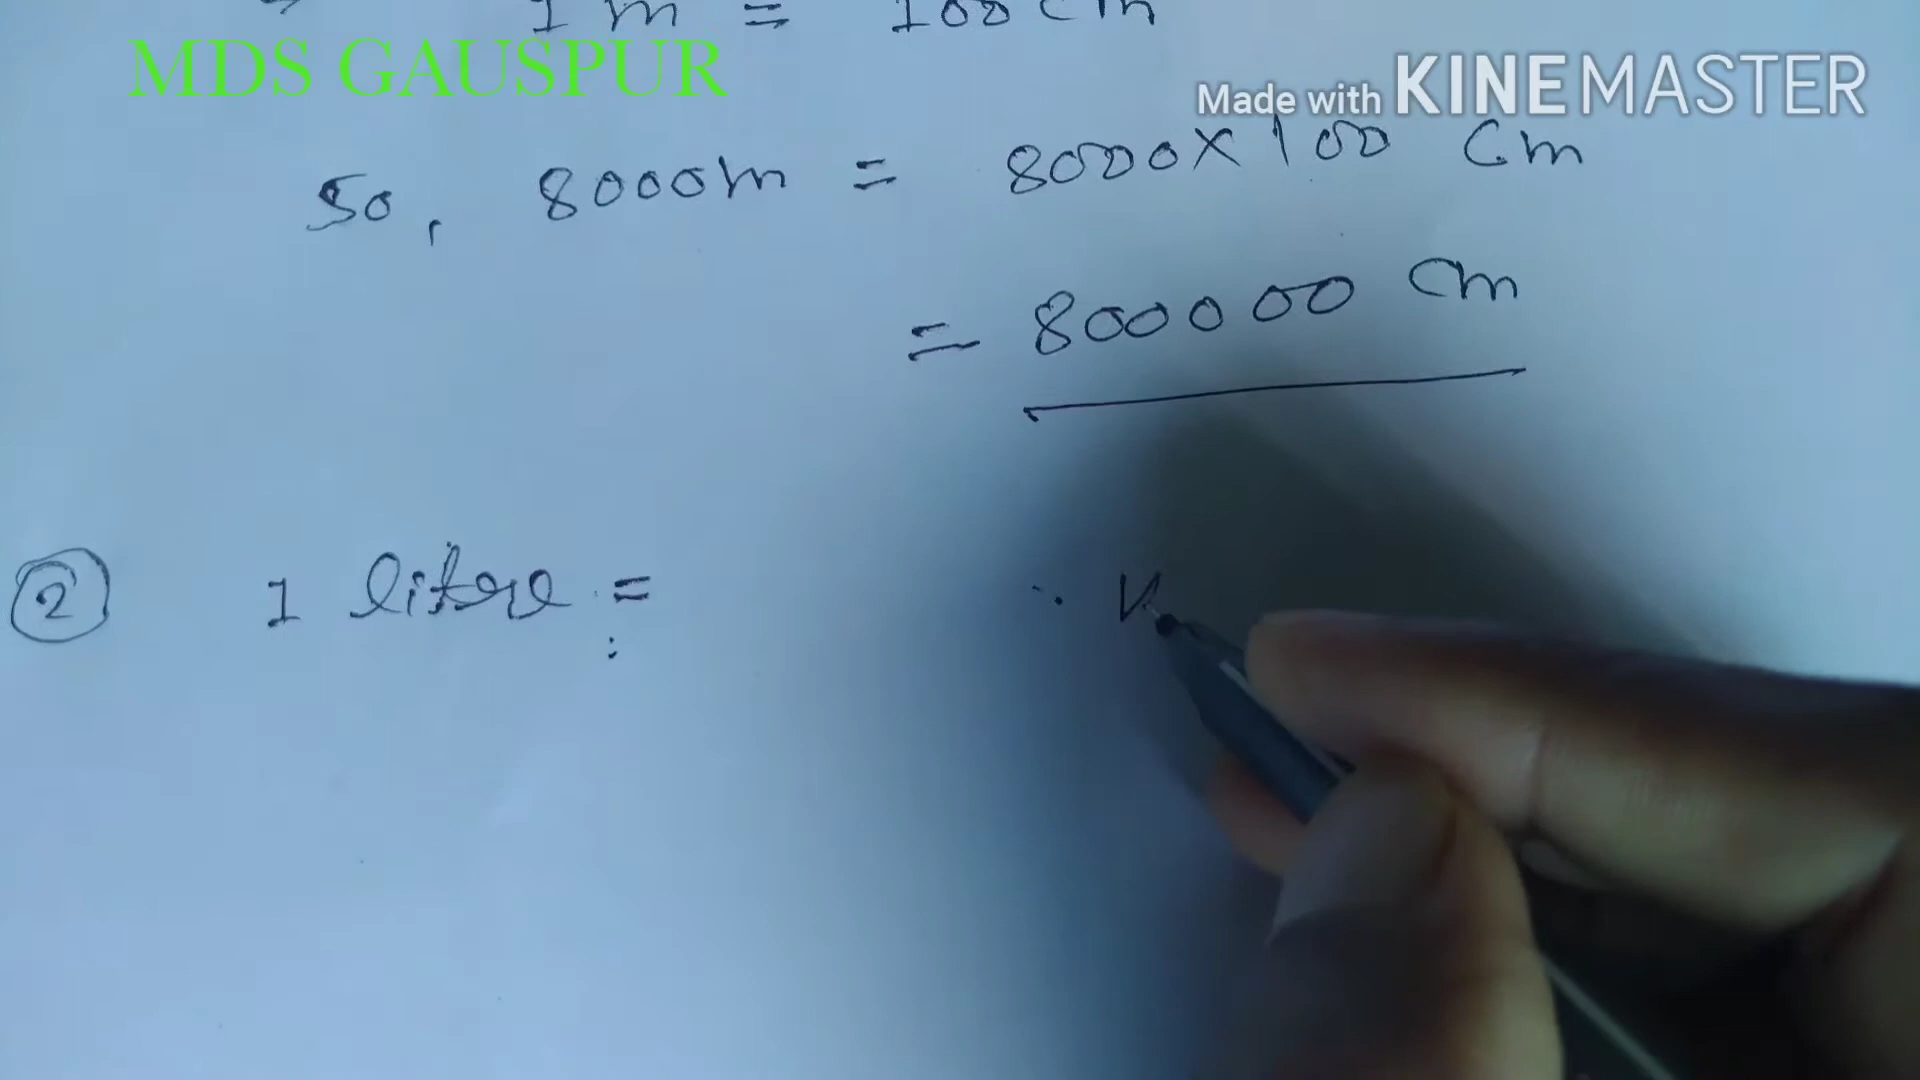 1 m = 100 cm
MDS GAUSPUR
Made with KINEMASTER
So, 8000m = 8000×100 cm
= 800000 cm
② 1 litre =